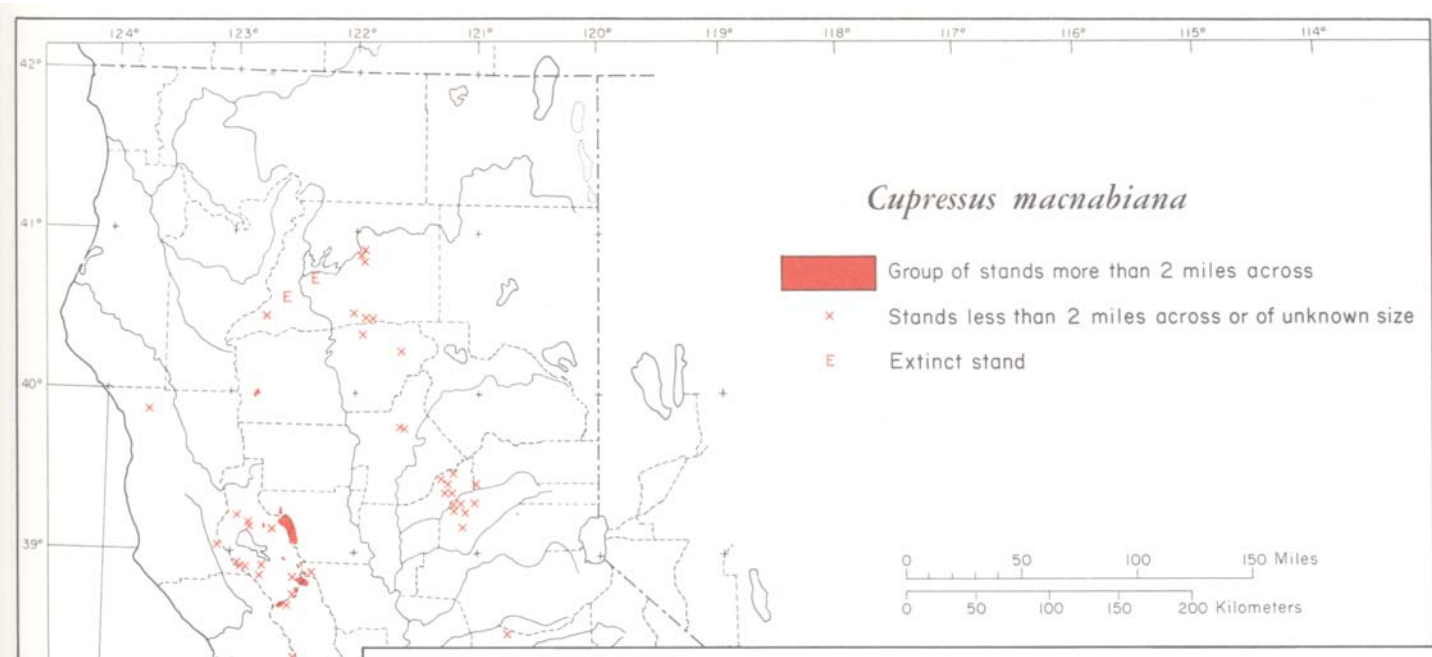 124° 123° 122° 121° 120° 119° 118° 117° 116° 115° 114°
42°
41°
40°
39°
E
E
Cupressus macnabiana
Group of stands more than 2 miles across
× Stands less than 2 miles across or of unknown size
E Extinct stand
0 50 100 150 Miles
0 50 100 150 200 Kilometers